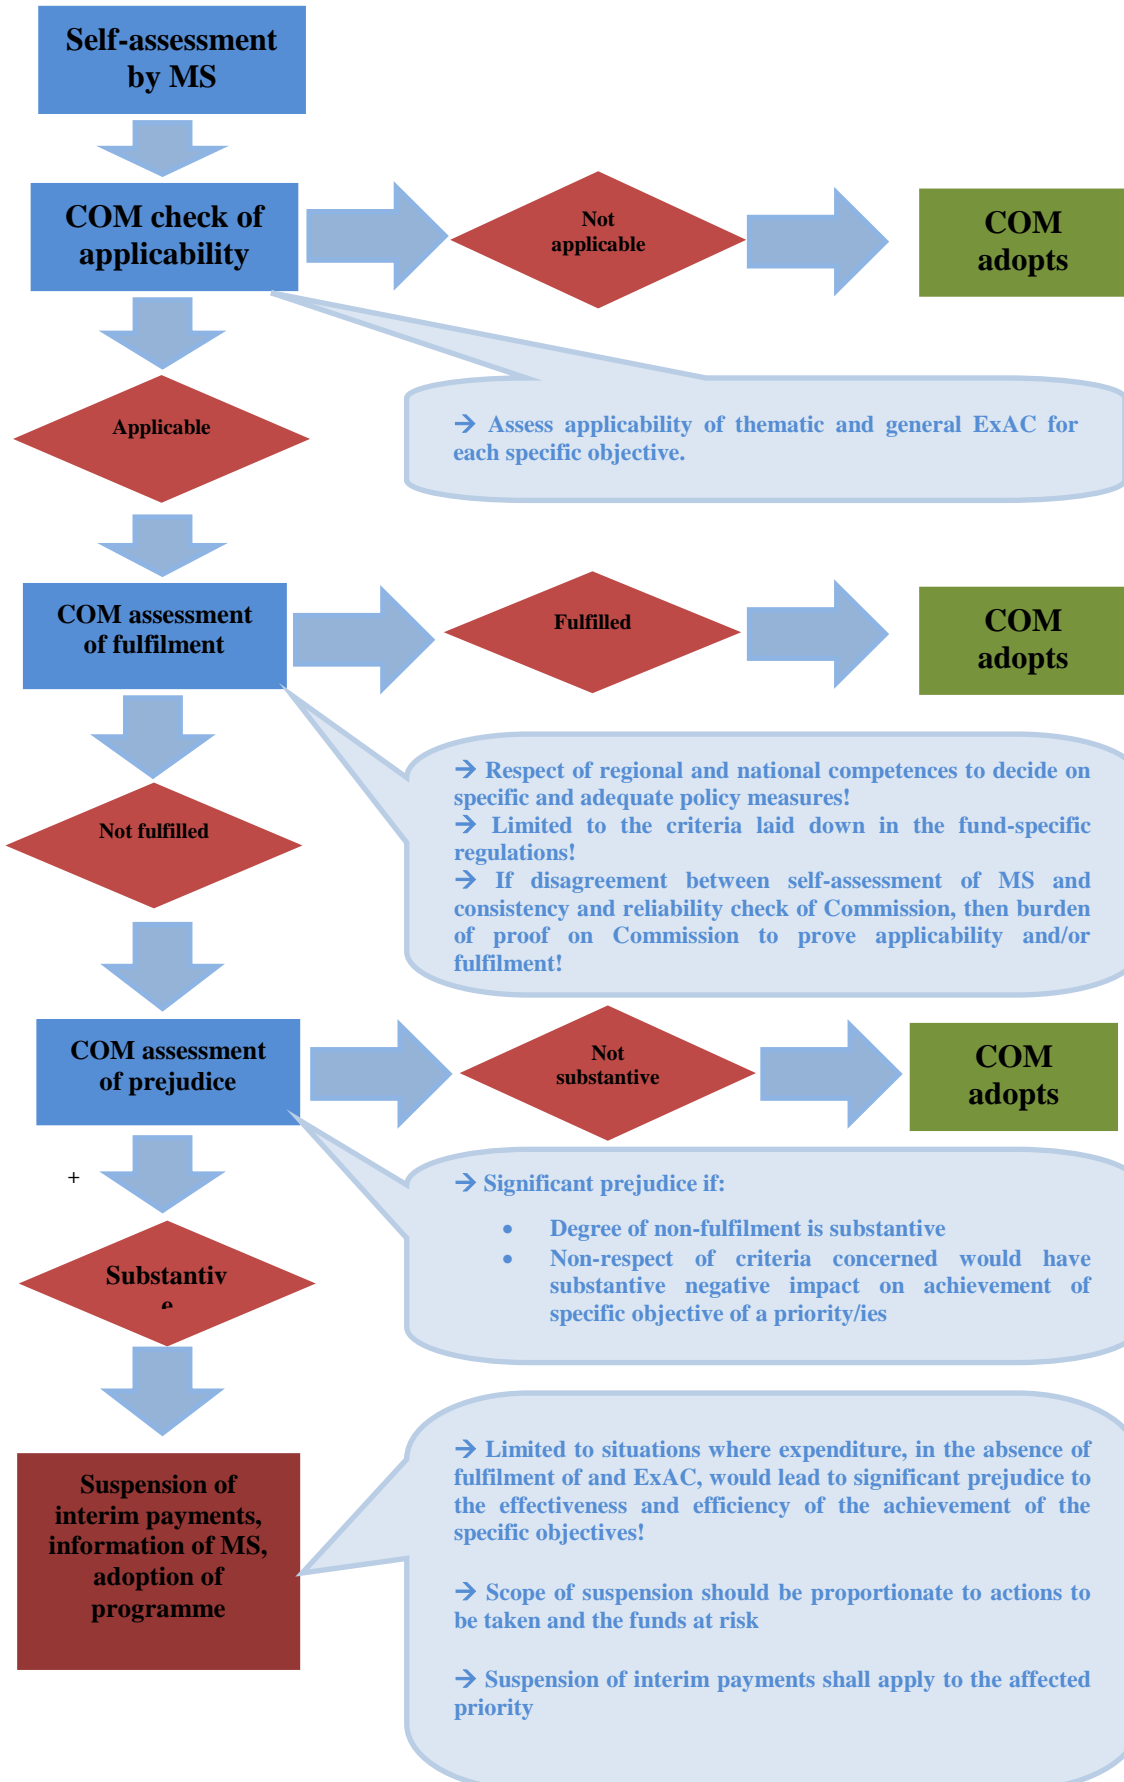 Self-assessment
by MS
COM check of
applicability
Not
applicable
COM
adopts
Applicable
→ Assess applicability of thematic and general ExAC for
each specific objective.
COM assessment
of fulfilment
Fulfilled
COM
adopts
Not fulfilled
→ Respect of regional and national competences to decide on
specific and adequate policy measures!
→ Limited to the criteria laid down in the fund-specific
regulations!
→ If disagreement between self-assessment of MS and
consistency and reliability check of Commission, then burden
of proof on Commission to prove applicability and/or
fulfilment!
COM assessment
of prejudice
Not
substantive
COM
adopts
+
→ Significant prejudice if:
• Degree of non-fulfilment is substantive
• Non-respect of criteria concerned would have
substantive negative impact on achievement of
specific objective of a priority/ies
Substantiv
e
Suspension of
interim payments,
information of MS,
adoption of
programme
→ Limited to situations where expenditure, in the absence of
fulfilment of and ExAC, would lead to significant prejudice to
the effectiveness and efficiency of the achievement of the
specific objectives!
→ Scope of suspension should be proportionate to actions to
be taken and the funds at risk
→ Suspension of interim payments shall apply to the affected
priority